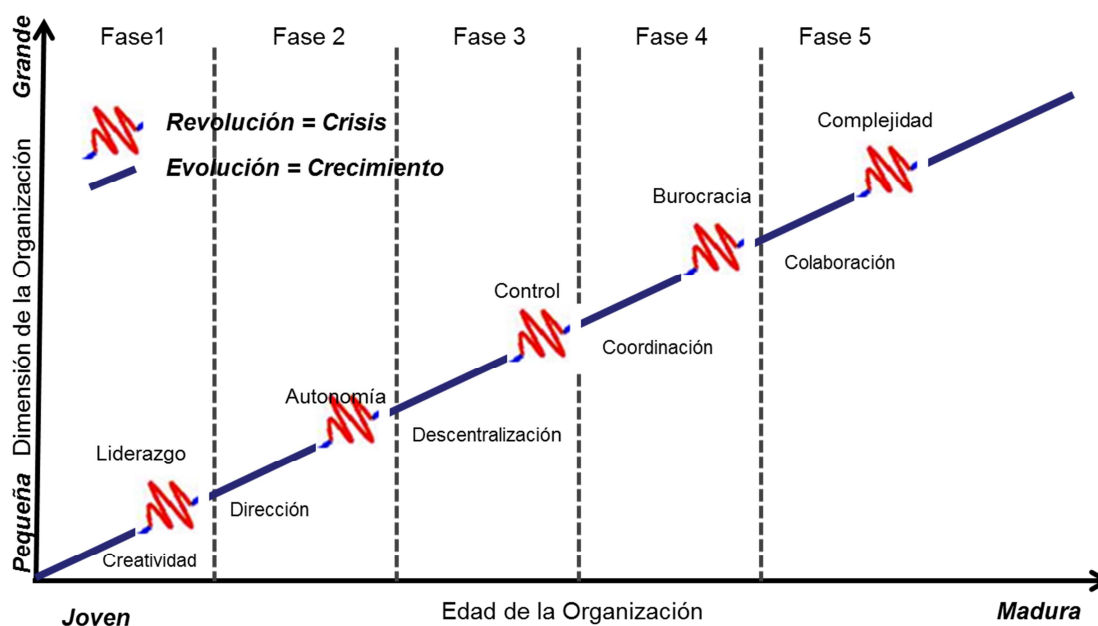 Fase1
Fase 2
Fase 3
Fase 4
Fase 5
Grande
Dimensión de la Organización
Pequeña
Revolución = Crisis
Evolución = Crecimiento
Complejidad
Burocracia
Colaboración
Control
Coordinación
Autonomía
Descentralización
Liderazgo
Dirección
Creatividad
Joven
Edad de la Organización
Madura